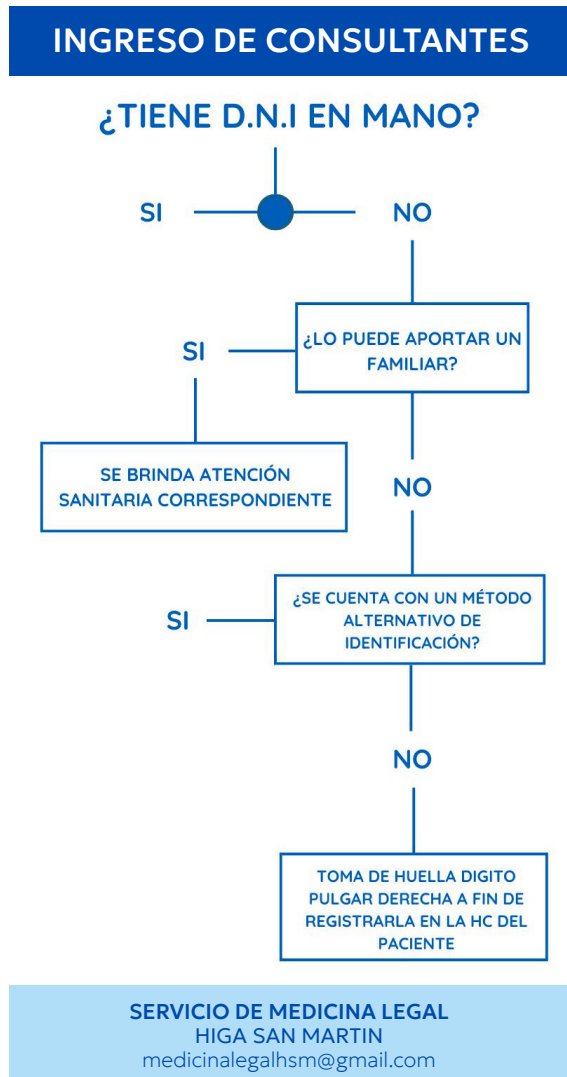 INGRESO DE CONSULTANTES
¿TIENE D.N.I EN MANO?
SI
NO
¿LO PUEDE APORTAR UN
FAMILIAR?
SI
SE BRINDA ATENCIÓN
SANITARIA CORRESPONDIENTE
NO
¿SE CUENTA CON UN MÉTODO
ALTERNATIVO DE
IDENTIFICACIÓN?
SI
NO
TOMA DE HUELLA DIGITO
PULGAR DERECHA A FIN DE
REGISTRARLA EN LA HC DEL
PACIENTE
SERVICIO DE MEDICINA LEGAL
HIGA SAN MARTIN
medicinalegalhsm@gmail.com